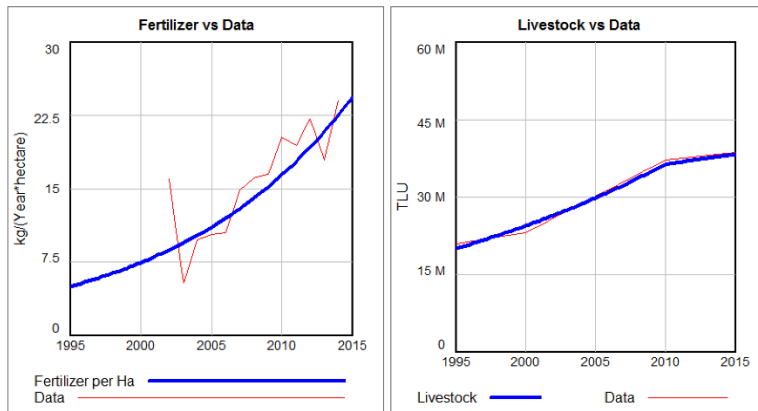 Fertilizer vs Data
30
22.5
15
7.5
0
kg/(Year*hectare)
1995 2000 2005 2010 2015
Fertilizer per Ha
Data
Livestock vs Data
60 M
45 M
30 M
15 M
0
TLU
1995 2000 2005 2010 2015
Livestock Data